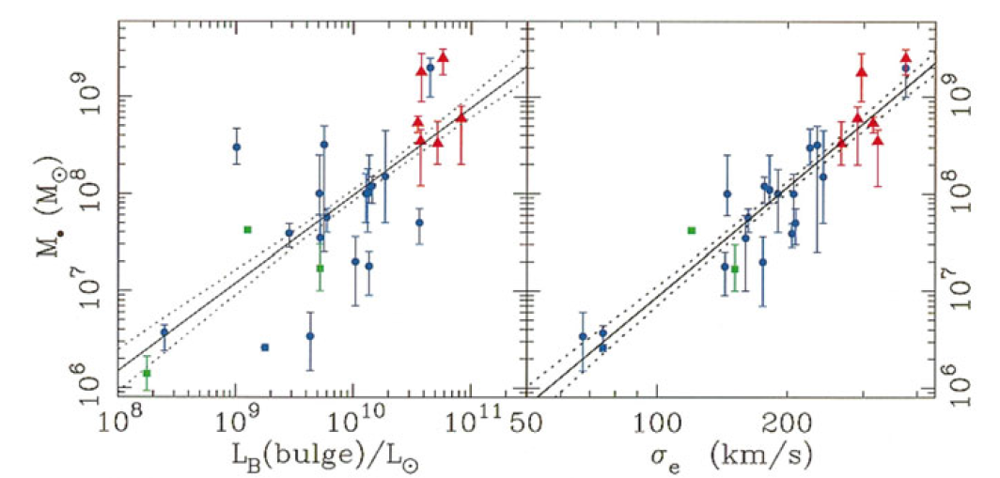 M• (M⊙)
10⁹
10⁸
10⁷
10⁶
10⁸ 10⁹ 10¹⁰ 10¹¹
L_B(bulge)/L⊙
50 100 200
σ_e (km/s)
10⁹
10⁸
10⁷
10⁶